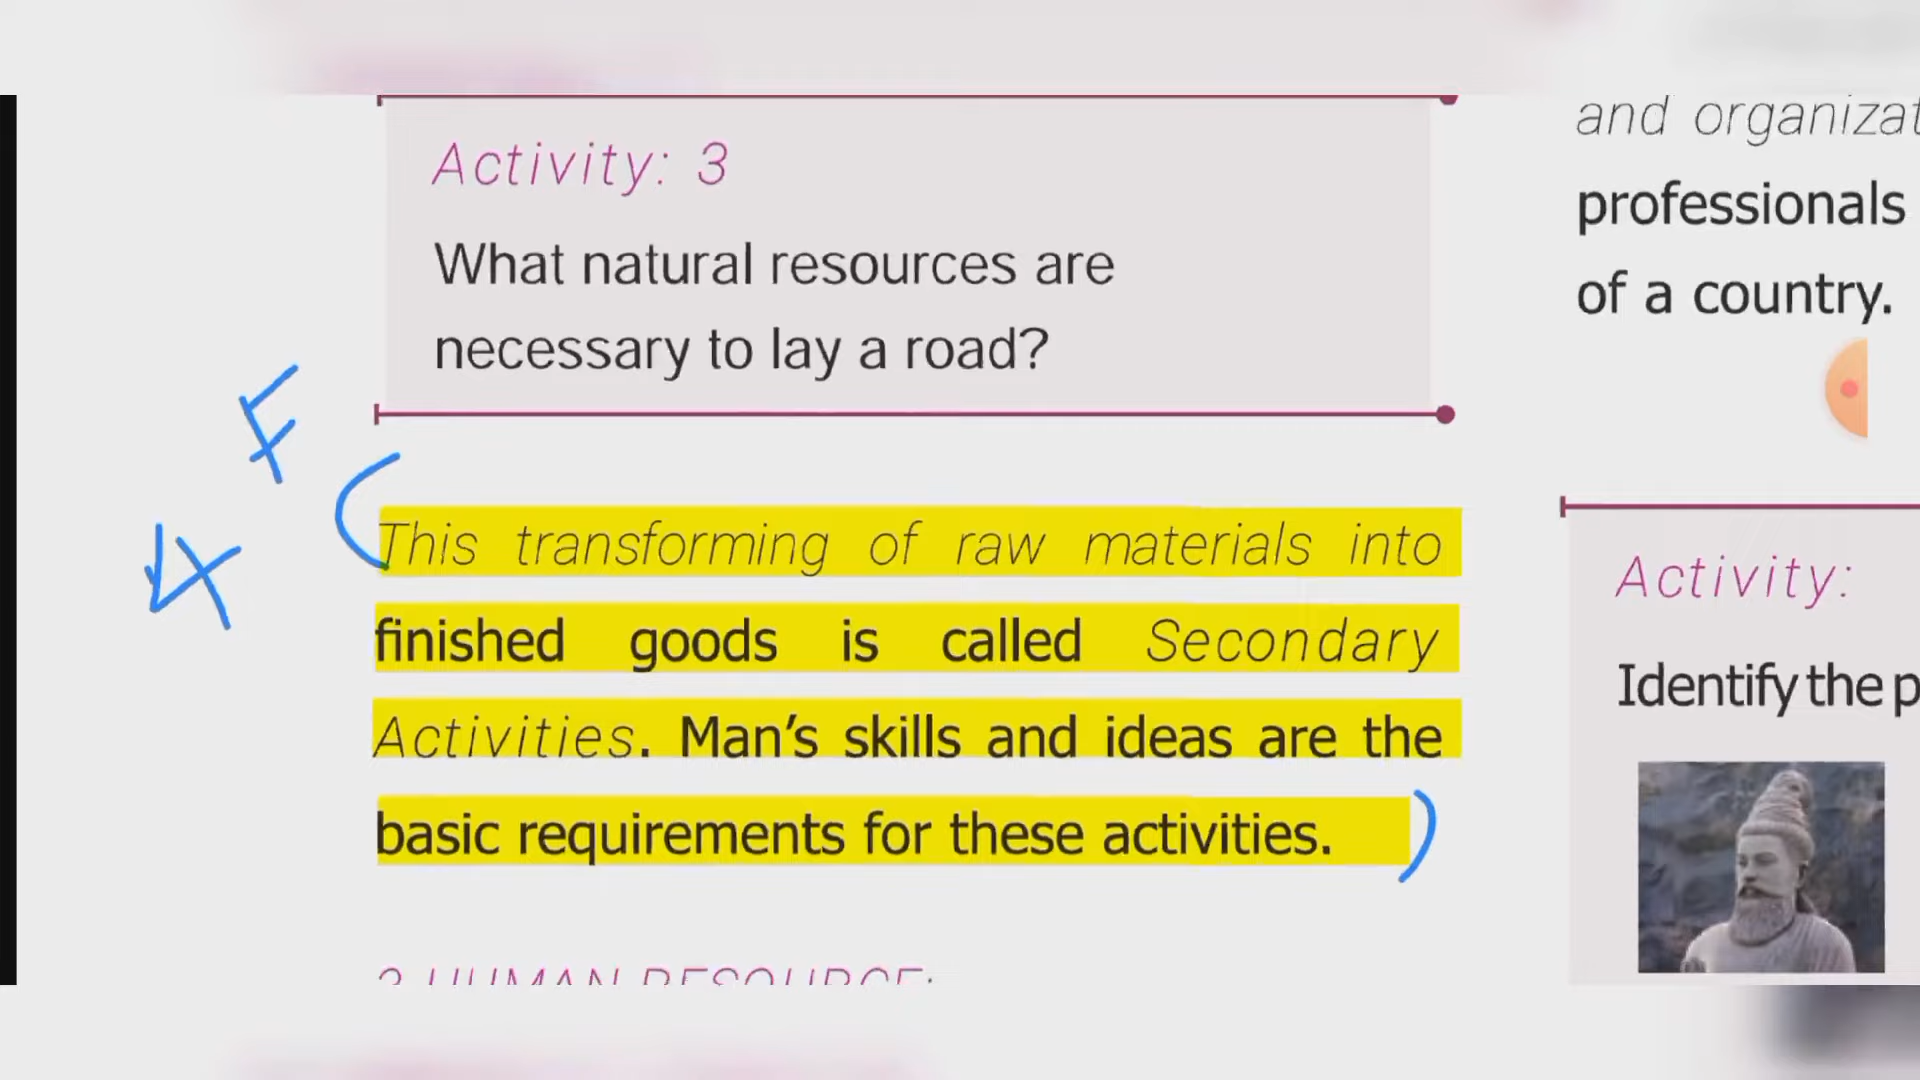 Activity: 3
What natural resources are
necessary to lay a road?
F
4
This transforming of raw materials into
finished goods is called Secondary
Activities. Man's skills and ideas are the
basic requirements for these activities.
HUMAN RESOURCE:
and
professionals
of a country.
Activity:
Identify the